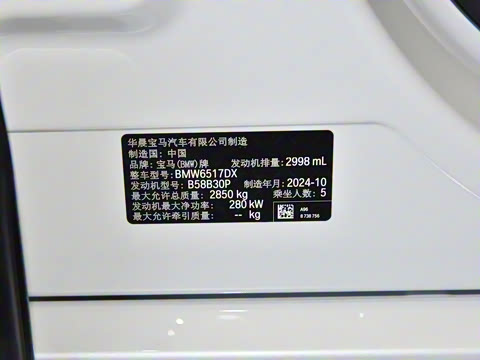 华晨宝马汽车有限公司制造
制造国：中国
品牌：宝马(BMW)牌 发动机排量：2998 mL
整车型号：BMW6517DX
发动机型号：B58B30P 制造年月：2024-10
最大允许总质量：2850 kg 乘坐人数：5
发动机最大净功率：280 kW
最大允许牵引质量：-- kg
A96
8 738 756